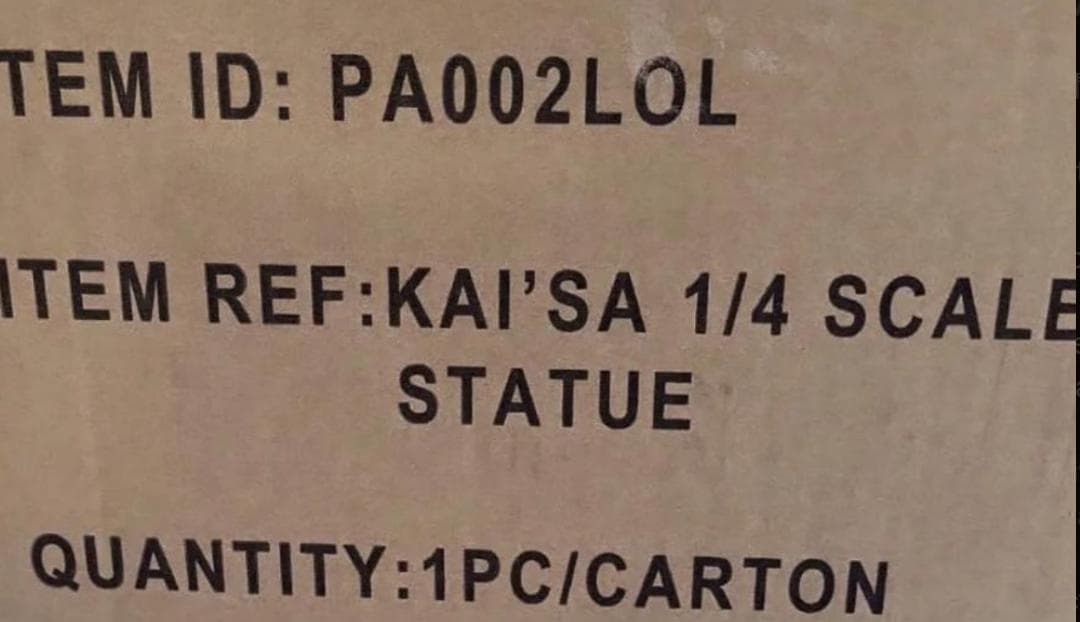 TEM ID: PA002LOL
ITEM REF:KAI’SA 1/4 SCALE
STATUE
QUANTITY:1PC/CARTON